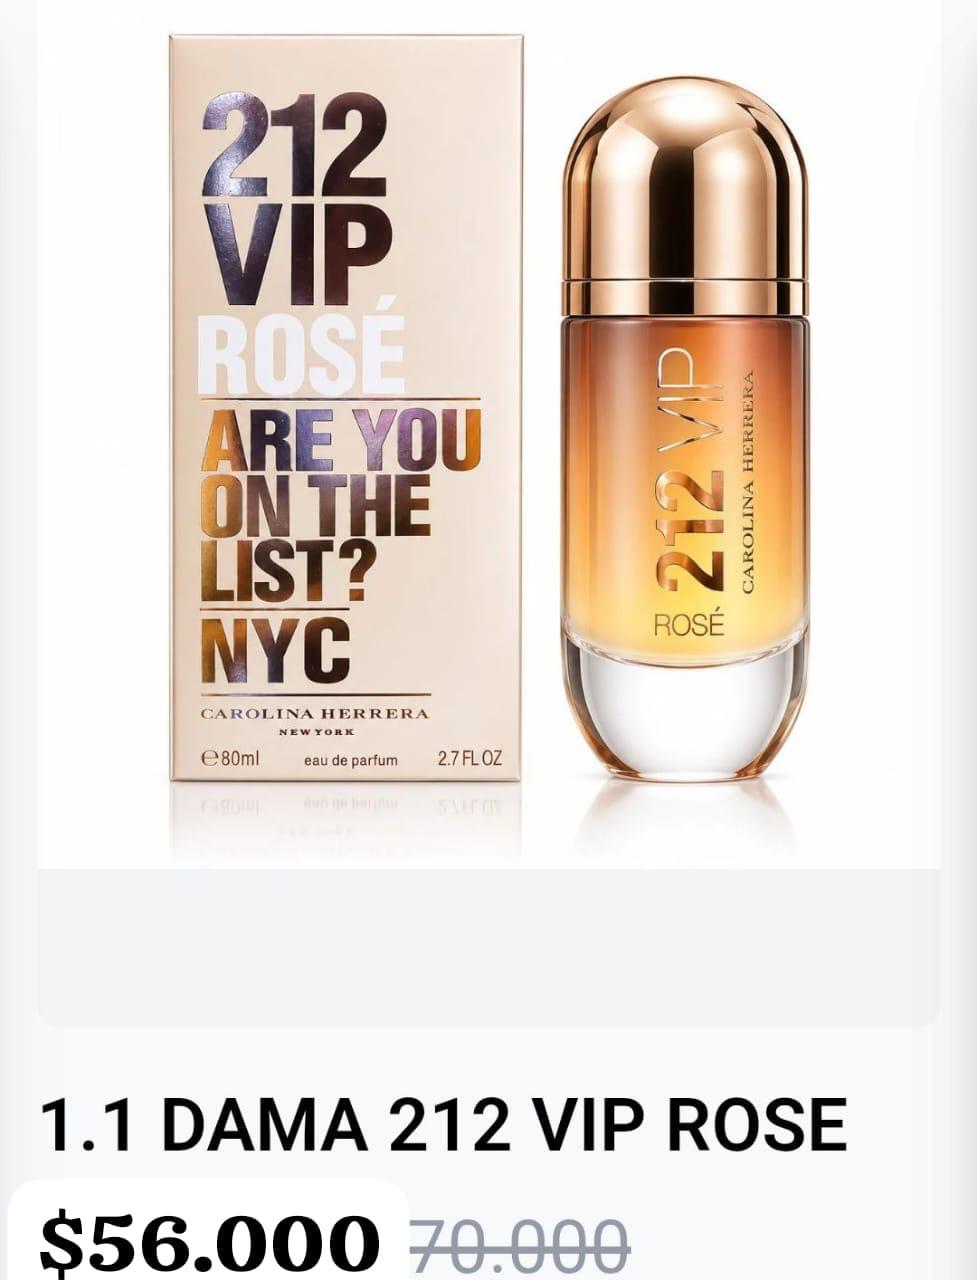 212
VIP
ROSÉ
ARE YOU
ON THE
LIST?
NYC
CAROLINA HERRERA
NEW YORK
℮80ml eau de parfum 2.7 FL OZ
212 VIP
ROSÉ
CAROLINA HERRERA
1.1 DAMA 212 VIP ROSE
$56.000 70.000